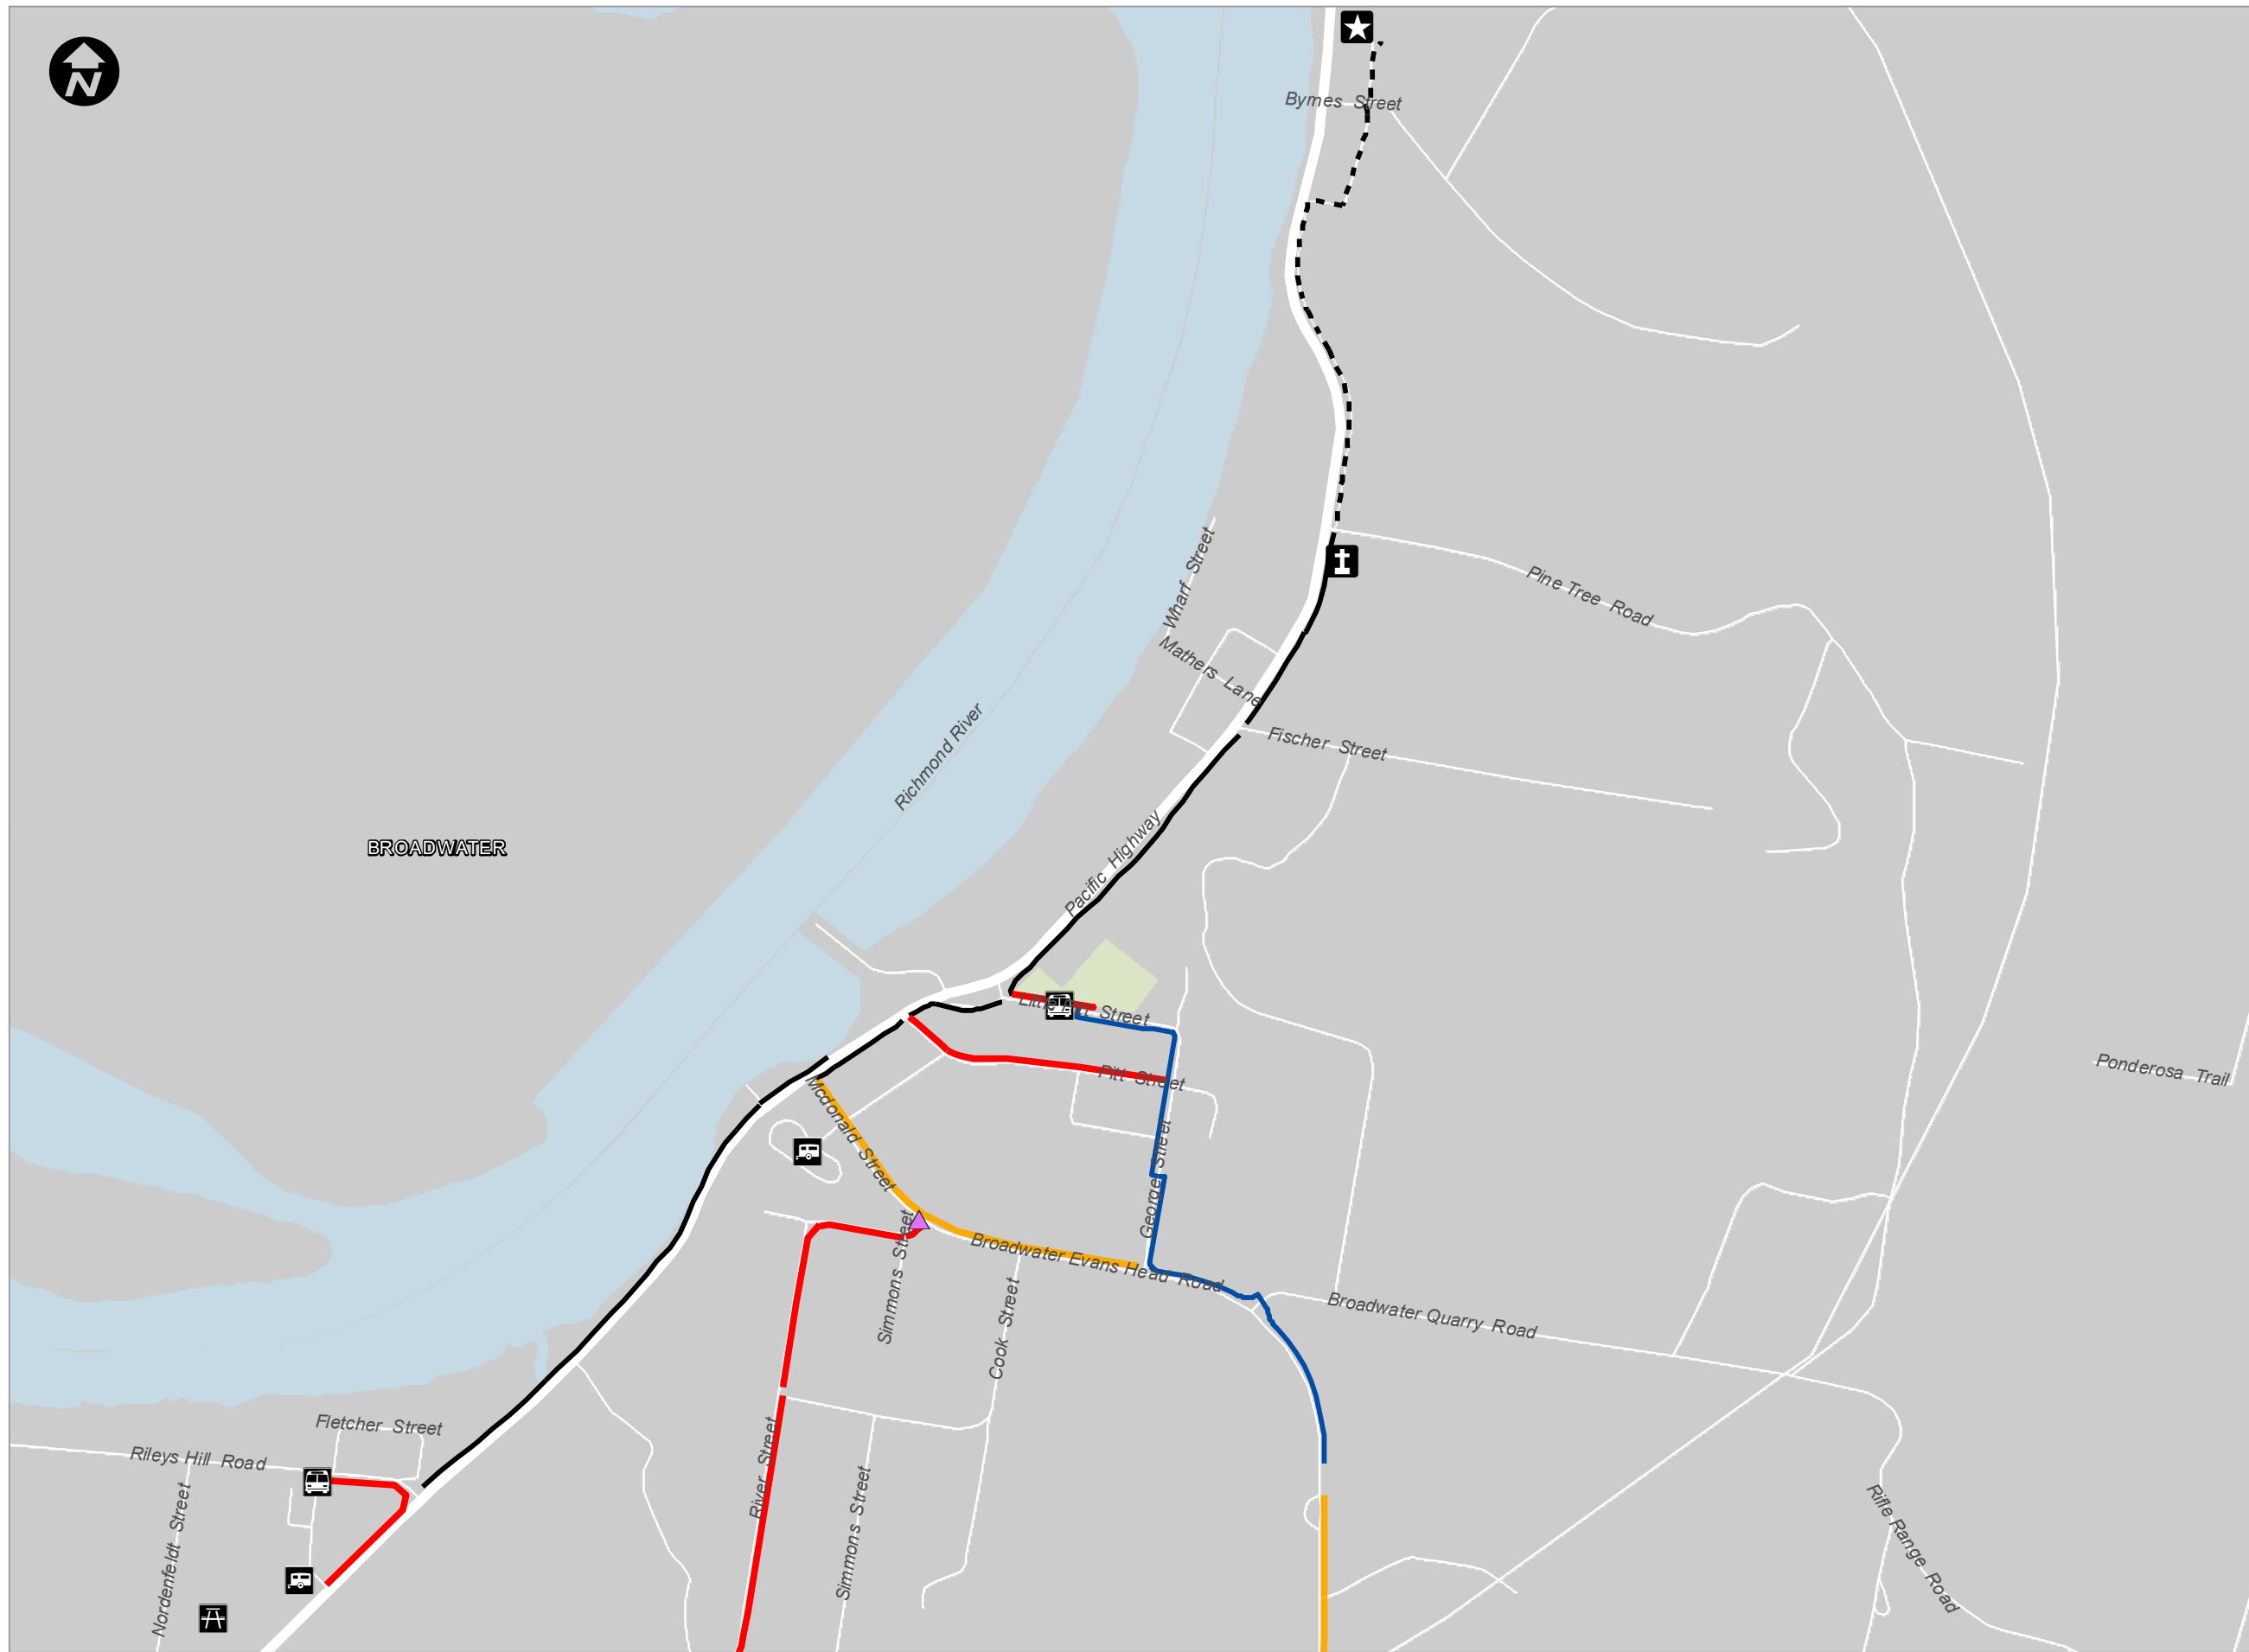 N
Bymes Street
Wharf Street
Pine Tree Road
Mathers Lane
Richmond River
Fischer Street
Pacific Highway
BROADWATER
Street
Ponderosa Trail
Pitt Street
Mcdonald Street
George Street
Simmons Street
Broadwater Evans Head Road
Cook Street
Broadwater Quarry Road
Fletcher Street
Rileys Hill Road
River Street
Simmons Street
Nordenfeldt Street
Rifle Range Road